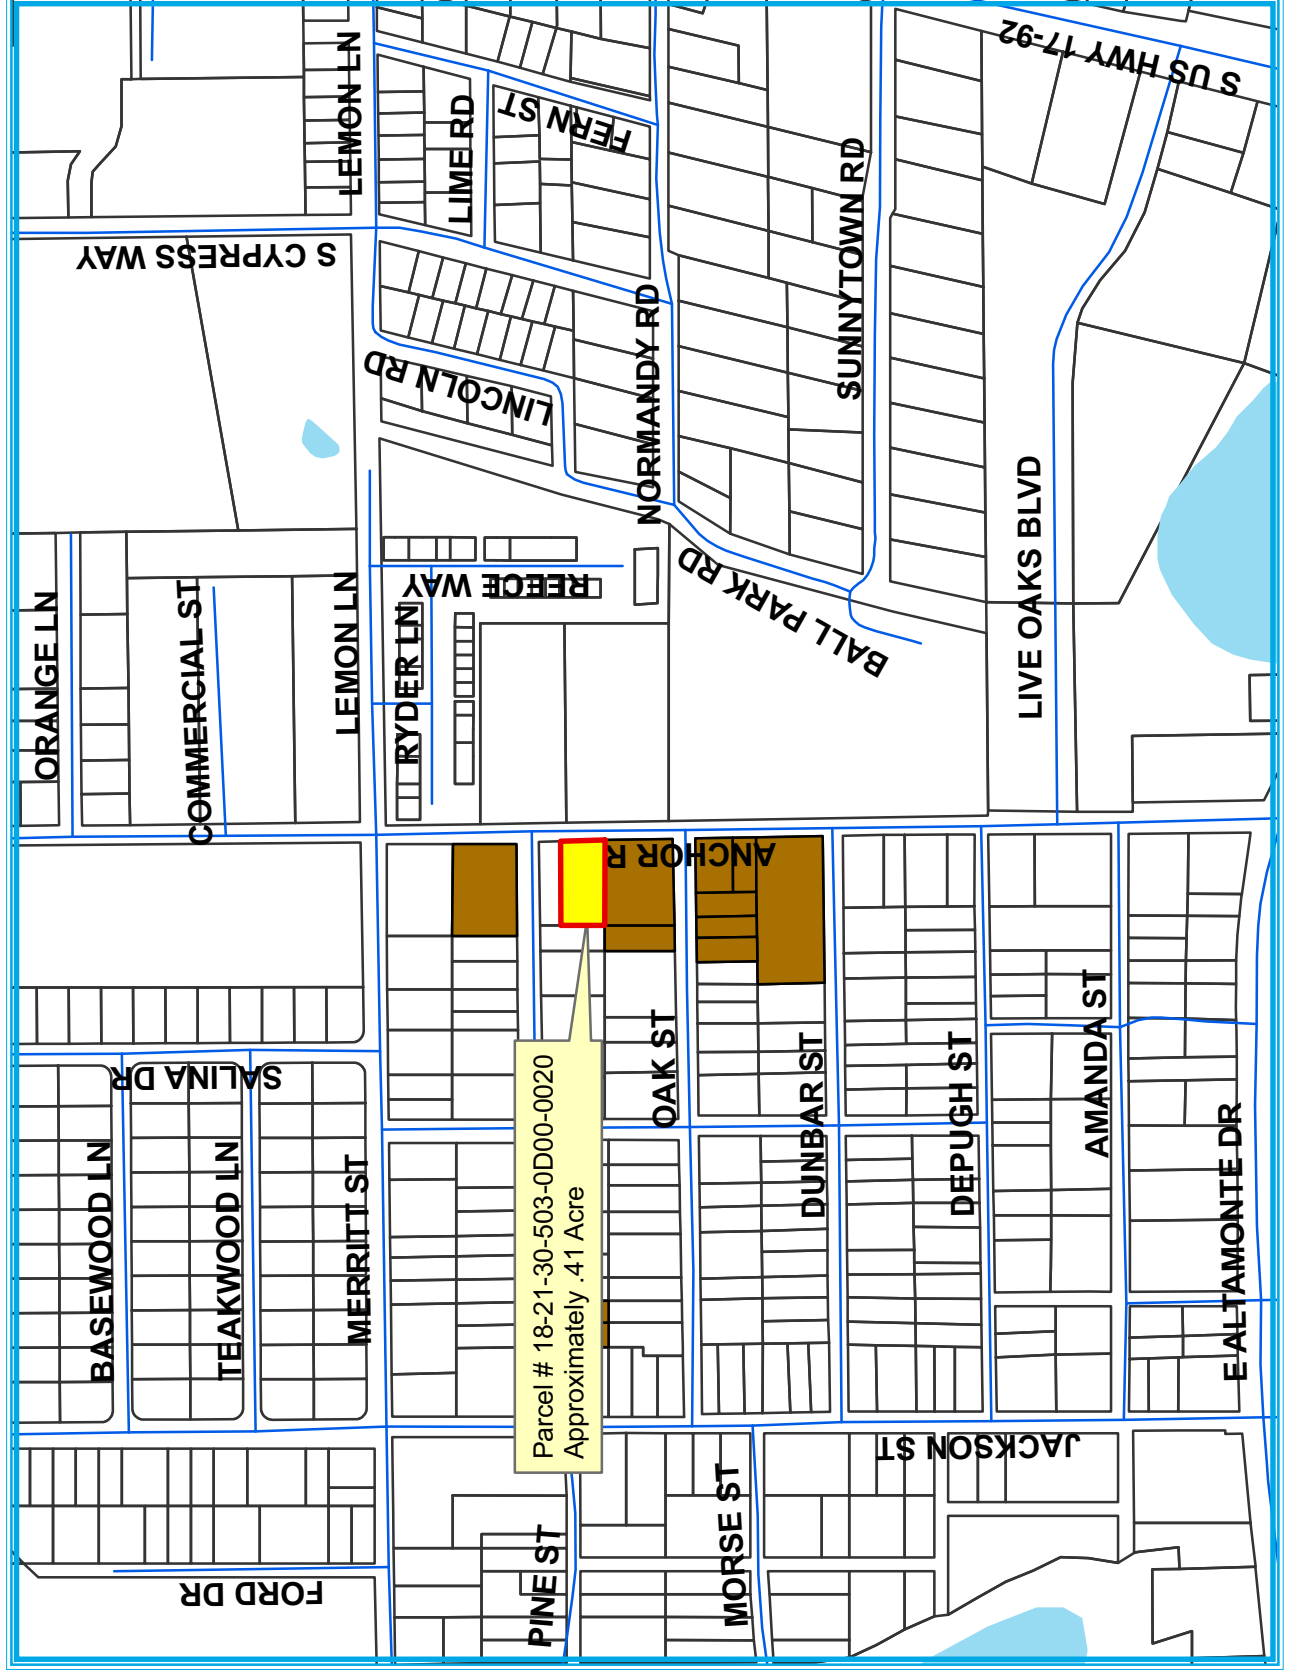 S US HWY 17-92
LEMON LN
LIME RD
FERN ST
SUNNYTOWN RD
S CYPRESS WAY
NORMANDY RD
LINCOLN RD
LIVE OAKS BLVD
BALL PARK RD
REECE WAY
ORANGE LN
COMMERCIAL ST
LEMON LN
RYDER LN
ANCHOR R
OAK ST
DUNBAR ST
DEPUGH ST
AMANDA ST
SALINA DR
BASEWOOD LN
TEAKWOOD LN
MERRITT ST
E ALTAMONTE DR
Parcel # 18-21-30-503-0D00-0020
Approximately .41 Acre
JACKSON ST
FORD DR
PINE ST
MORSE ST